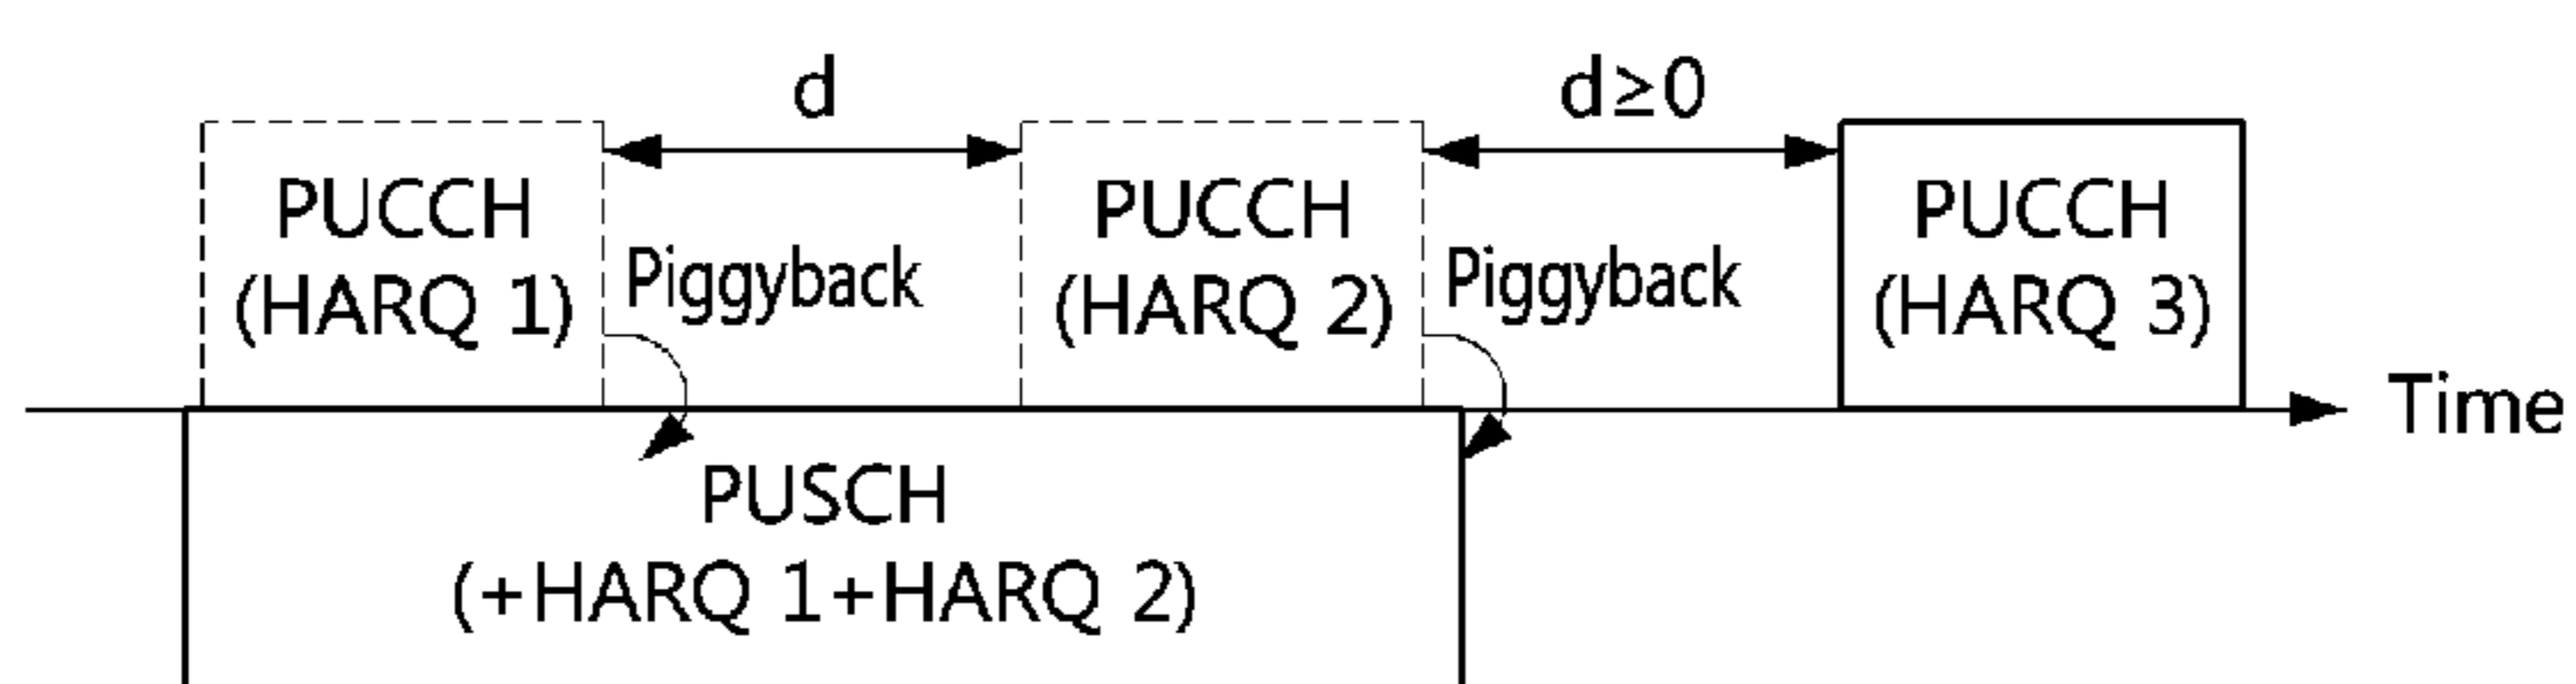 d
d≥0
PUCCH
(HARQ 1)
Piggyback
PUCCH
(HARQ 2)
Piggyback
PUCCH
(HARQ 3)
Time
PUSCH
(+HARQ 1+HARQ 2)